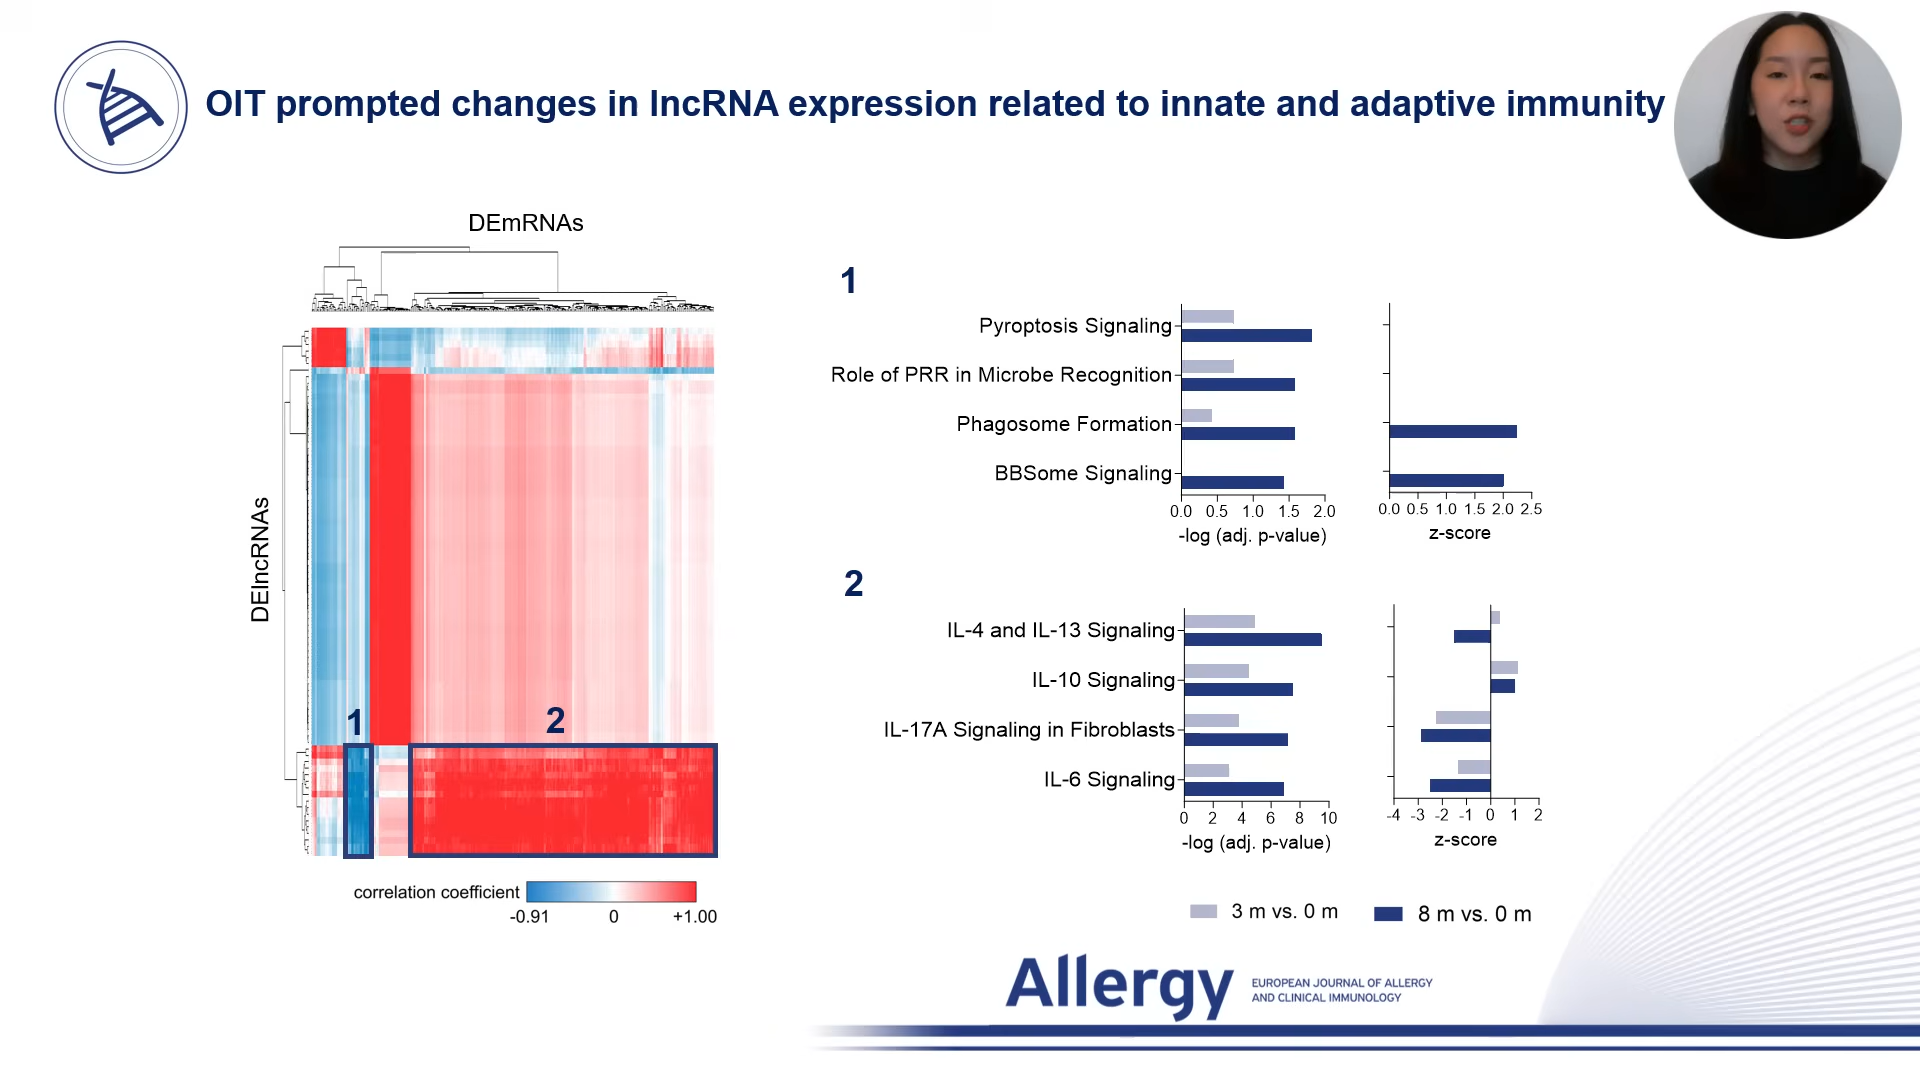 OIT prompted changes in lncRNA expression related to innate and adaptive immunity
DEmRNAs
DElncRNAs
1
2
correlation coefficient
-0.91 0 +1.00
1
Pyroptosis Signaling
Role of PRR in Microbe Recognition
Phagosome Formation
BBSome Signaling
0.0 0.5 1.0 1.5 2.0
-log (adj. p-value)
0.0 0.5 1.0 1.5 2.0 2.5
z-score
2
IL-4 and IL-13 Signaling
IL-10 Signaling
IL-17A Signaling in Fibroblasts
IL-6 Signaling
0 2 4 6 8 10
-log (adj. p-value)
-4 -3 -2 -1 0 1 2
z-score
3 m vs. 0 m
8 m vs. 0 m
Allergy
EUROPEAN JOURNAL OF ALLERGY
AND CLINICAL IMMUNOLOGY